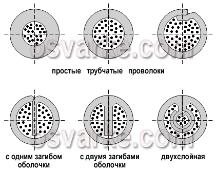 простые трубчатые проволоки
с одним загибом с двумя загибами двухслойная
оболочки оболочки